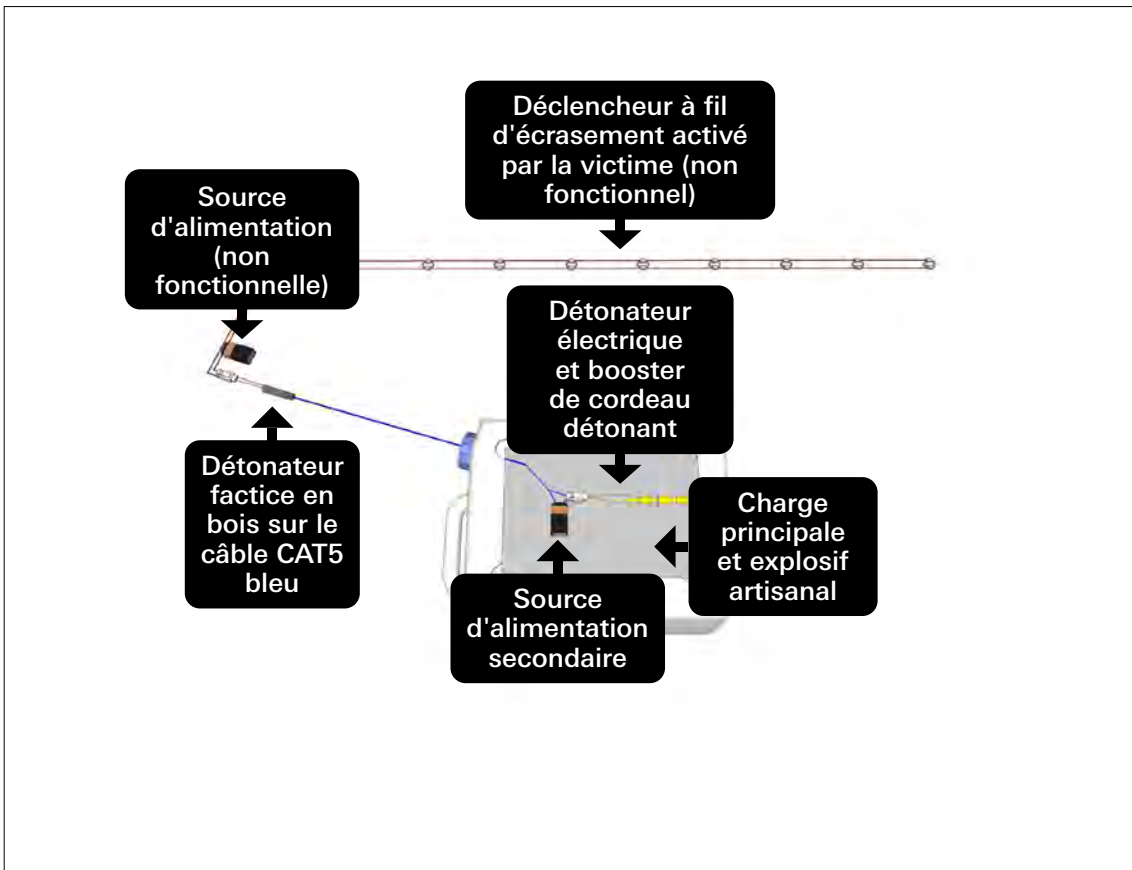 Déclencheur à fil
d'écrasement activé
par la victime (non
fonctionnel)
Source
d'alimentation
(non
fonctionnelle)
Détonateur
électrique
et booster
de cordeau
détonant
Détonateur
factice en
bois sur le
câble CAT5
bleu
Charge
principale
et explosif
artisanal
Source
d'alimentation
secondaire